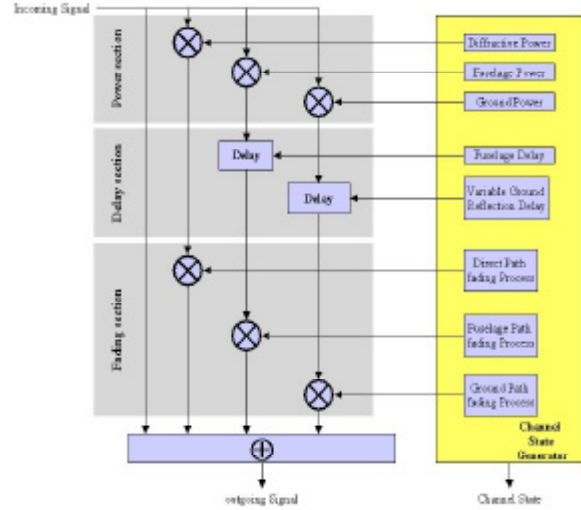 Incoming Signal
Power section
Diffractive Power
Fuselage Power
Ground Power
Delay section
Delay
Fuselage Delay
Delay
Variable Ground
Reflection Delay
Fading section
Direct Path
fading Process
Fuselage Path
fading Process
Ground Path
fading Process
Channel
State
Generator
outgoing Signal
Channel State